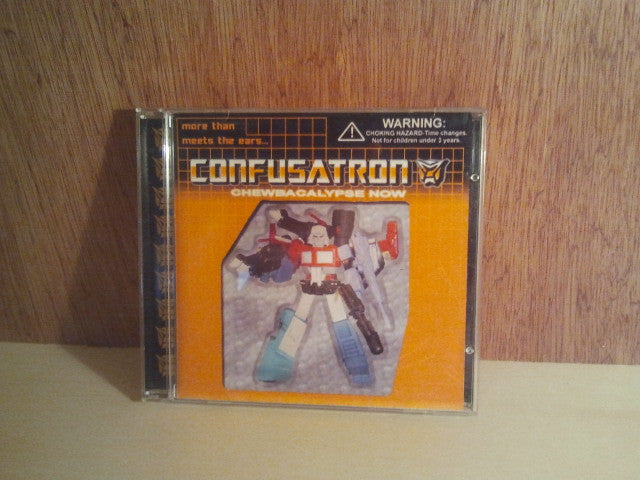 more than
meets the ears...
WARNING:
CHOKING HAZARD-Time changes.
Not for children under 3 years.
CONFUSATRON
CHEWBACALYPSE NOW